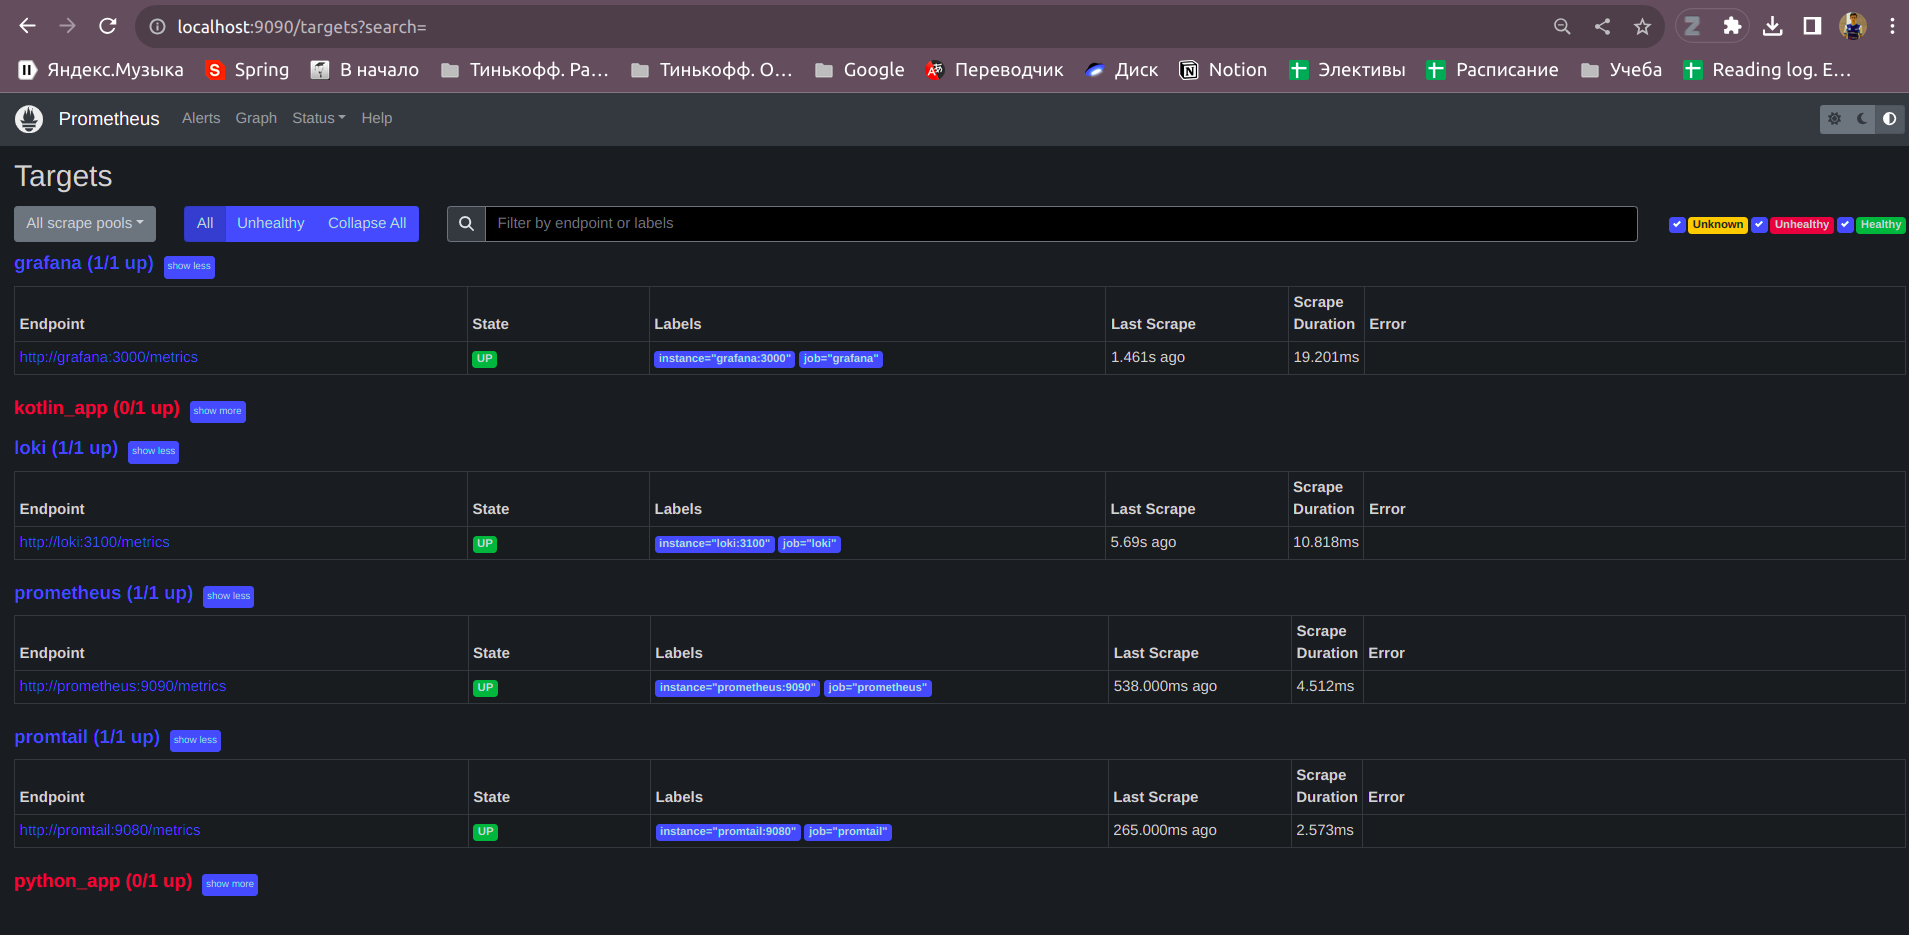 localhost:9090/targets?search=
Яндекс.Музыка Spring В начало Тинькофф. Ра... Тинькофф. О... Google Переводчик Диск Notion Элективы Расписание Учеба Reading log. E...
Prometheus Alerts Graph Status Help
Targets
All scrape pools All Unhealthy Collapse All Filter by endpoint or labels Unknown Unhealthy Healthy
grafana (1/1 up) show less
Endpoint State Labels Last Scrape Scrape Duration Error
http://grafana:3000/metrics UP instance="grafana:3000" job="grafana" 1.461s ago 19.201ms
kotlin_app (0/1 up) show more
loki (1/1 up) show less
Endpoint State Labels Last Scrape Scrape Duration Error
http://loki:3100/metrics UP instance="loki:3100" job="loki" 5.69s ago 10.818ms
prometheus (1/1 up) show less
Endpoint State Labels Last Scrape Scrape Duration Error
http://prometheus:9090/metrics UP instance="prometheus:9090" job="prometheus" 538.000ms ago 4.512ms
promtail (1/1 up) show less
Endpoint State Labels Last Scrape Scrape Duration Error
http://promtail:9080/metrics UP instance="promtail:9080" job="promtail" 265.000ms ago 2.573ms
python_app (0/1 up) show more